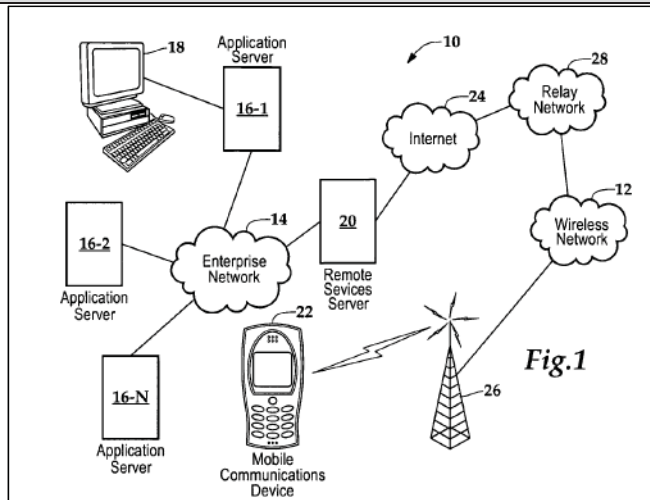 18
Application
Server
16-1
10
24
Internet
28
Relay
Network
12
Wireless
Network
14
Enterprise
Network
20
Remote
Sevices
Server
16-2
Application
Server
22
16-N
Application
Server
Mobile
Communications
Device
26
Fig.1